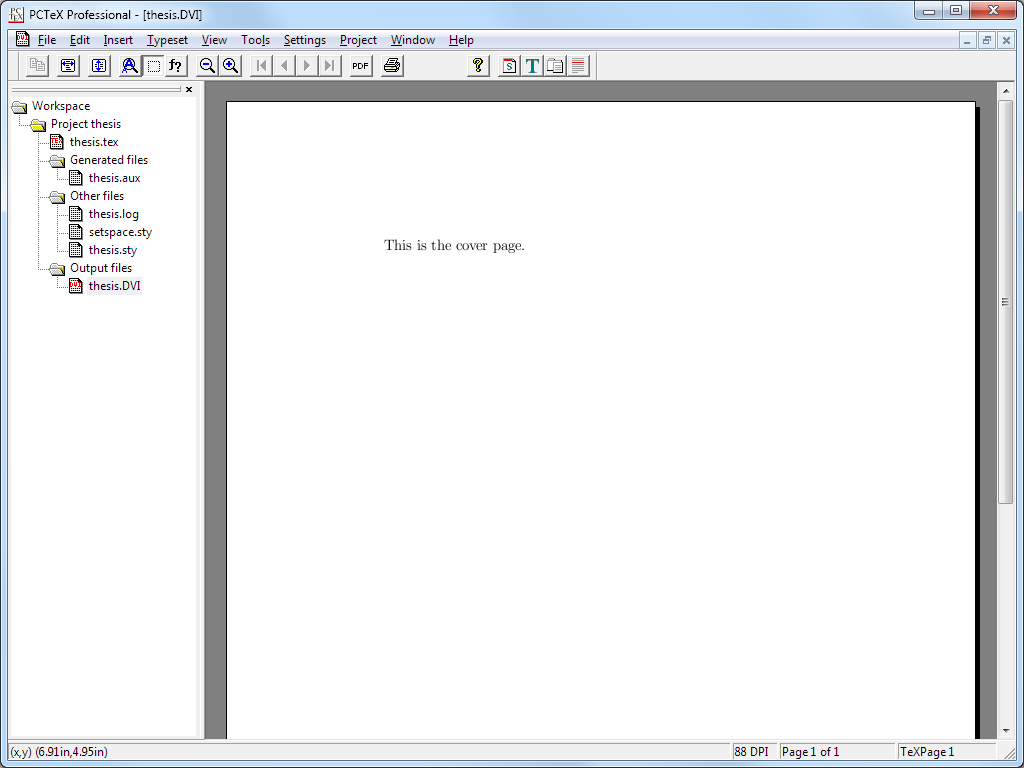 PCTeX Professional - [thesis.DVI]
File Edit Insert Typeset View Tools Settings Project Window Help
f? PDF ? S T
Workspace
Project thesis
thesis.tex
Generated files
thesis.aux
Other files
thesis.log
setspace.sty
thesis.sty
Output files
thesis.DVI
This is the cover page.
(x,y) (6.91in,4.95in) 88 DPI Page 1 of 1 TeXPage 1